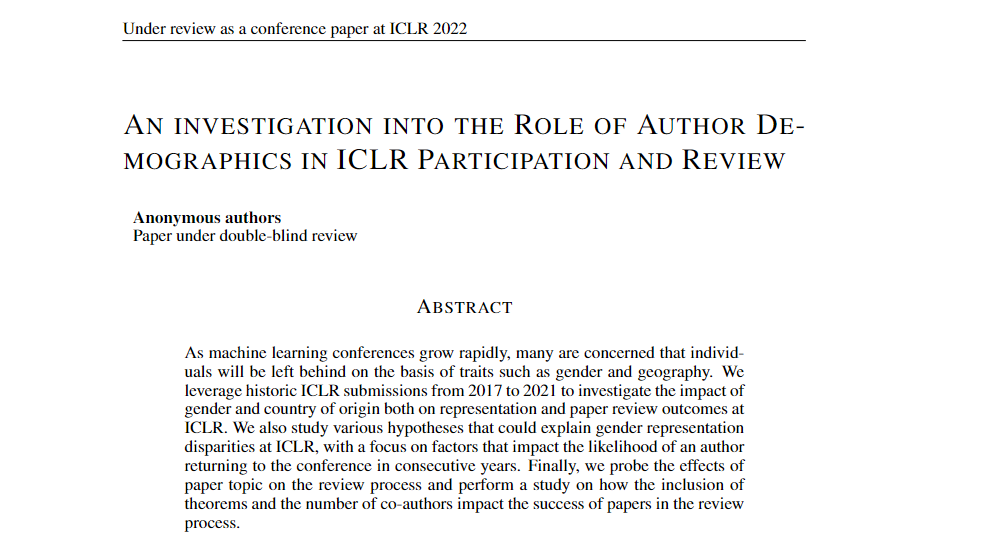 Under review as a conference paper at ICLR 2022
AN INVESTIGATION INTO THE ROLE OF AUTHOR DE-
MOGRAPHICS IN ICLR PARTICIPATION AND REVIEW
Anonymous authors
Paper under double-blind review
ABSTRACT
As machine learning conferences grow rapidly, many are concerned that individ-
uals will be left behind on the basis of traits such as gender and geography. We
leverage historic ICLR submissions from 2017 to 2021 to investigate the impact of
gender and country of origin both on representation and paper review outcomes at
ICLR. We also study various hypotheses that could explain gender representation
disparities at ICLR, with a focus on factors that impact the likelihood of an author
returning to the conference in consecutive years. Finally, we probe the effects of
paper topic on the review process and perform a study on how the inclusion of
theorems and the number of co-authors impact the success of papers in the review
process.